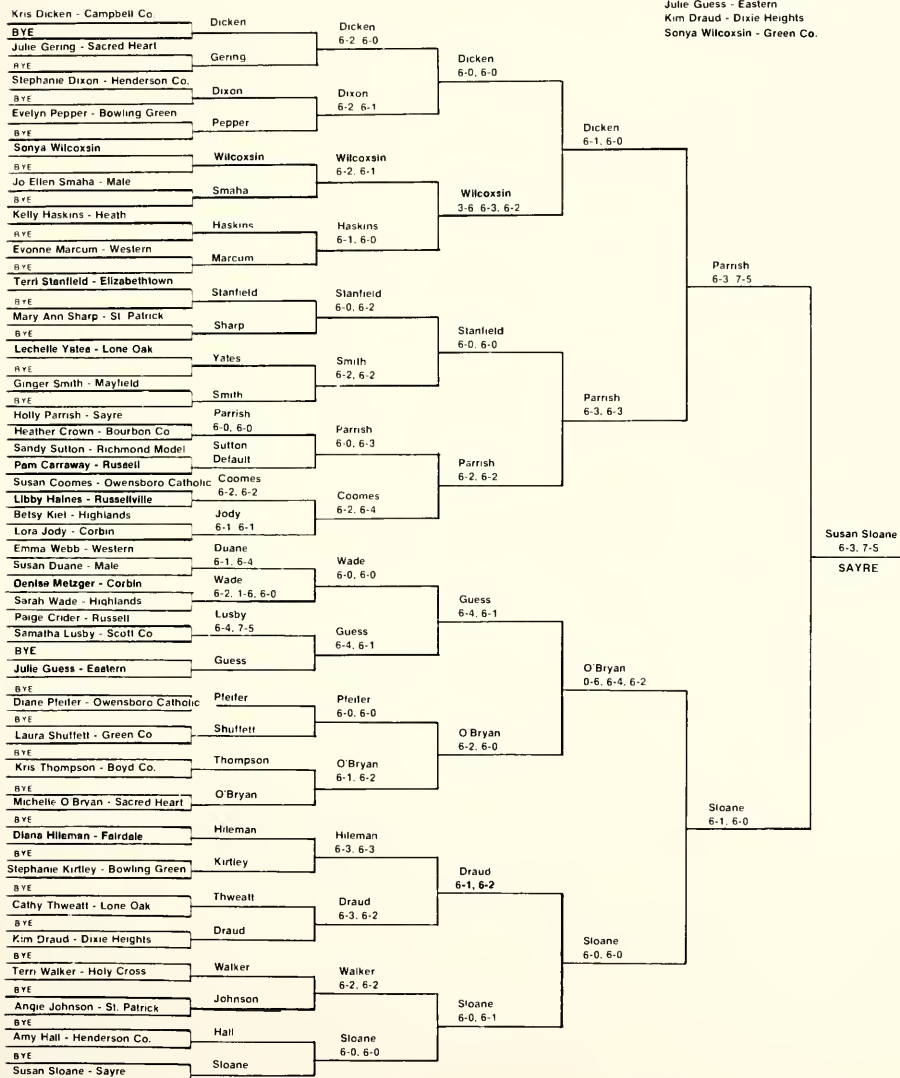 Julie Guess - Eastern
Kim Draud - Dixie Heights
Sonya Wilcoxsin - Green Co.
Kris Dicken - Campbell Co.
BYE
Julie Gering - Sacred Heart
BYE
Stephanie Dixon - Henderson Co.
BYE
Evelyn Pepper - Bowling Green
BYE
Sonya Wilcoxsin
BYE
Jo Ellen Smaha - Male
BYE
Kelly Haskins - Heath
BYE
Evonne Marcum - Western
BYE
Terri Stanfield - Elizabethtown
BYE
Mary Ann Sharp - St. Patrick
BYE
Lechelle Yates - Lone Oak
BYE
Ginger Smith - Mayfield
BYE
Holly Parrish - Sayre
Heather Crown - Bourbon Co
Sandy Sutton - Richmond Model
Pam Carraway - Russell
Susan Coomes - Owensboro Catholic
Libby Haines - Russellville
Betsy Kiel - Highlands
Lora Jody - Corbin
Emma Webb - Western
Susan Duane - Male
Denise Metzger - Corbin
Sarah Wade - Highlands
Paige Crider - Russell
Samatha Lusby - Scott Co
BYE
Julie Guess - Eastern
BYE
Diane Pfeifer - Owensboro Catholic
BYE
Laura Shuffett - Green Co
BYE
Kris Thompson - Boyd Co.
BYE
Michelle O Bryan - Sacred Heart
BYE
Diana Hileman - Fairdale
BYE
Stephanie Kirtley - Bowling Green
BYE
Cathy Thweatt - Lone Oak
BYE
Kim Draud - Dixie Heights
BYE
Terri Walker - Holy Cross
BYE
Angie Johnson - St. Patrick
BYE
Amy Hall - Henderson Co.
BYE
Susan Sloane - Sayre
Dicken
Gering
Dixon
Pepper
Wilcoxsin
Smaha
Haskins
Marcum
Stanfield
Sharp
Yates
Smith
Parrish
6-0, 6-0
Sutton
Default
Coomes
6-2, 6-2
Jody
6-1 6-1
Duane
6-1, 6-4
Wade
6-2, 1-6, 6-0
Lusby
6-4, 7-5
Guess
Pfeifer
Shuffett
Thompson
O'Bryan
Hileman
Kirtley
Thweatt
Draud
Walker
Johnson
Hall
Sloane
Dicken
6-2 6-0
Dixon
6-2 6-1
Wilcoxsin
6-2, 6-1
Haskins
6-1, 6-0
Stanfield
6-0, 6-2
Smith
6-2, 6-2
Parrish
6-0, 6-3
Coomes
6-2, 6-4
Wade
6-0, 6-0
Guess
6-4, 6-1
Pfeifer
6-0, 6-0
O'Bryan
6-1, 6-2
Hileman
6-3, 6-3
Draud
6-3, 6-2
Walker
6-2, 6-2
Sloane
6-0, 6-0
Dicken
6-0, 6-0
Wilcoxsin
3-6 6-3, 6-2
Stanfield
6-0, 6-0
Parrish
6-2, 6-2
Guess
6-4, 6-1
O Bryan
6-2, 6-0
Draud
6-1, 6-2
Sloane
6-0, 6-1
Dicken
6-1, 6-0
Parrish
6-3, 6-3
O'Bryan
0-6, 6-4, 6-2
Sloane
6-0, 6-0
Parrish
6-3 7-5
Sloane
6-1, 6-0
Susan Sloane
6-3, 7-5
SAYRE